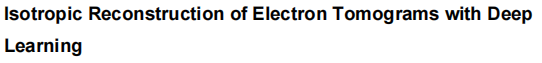 Isotropic Reconstruction of Electron Tomograms with Deep
Learning